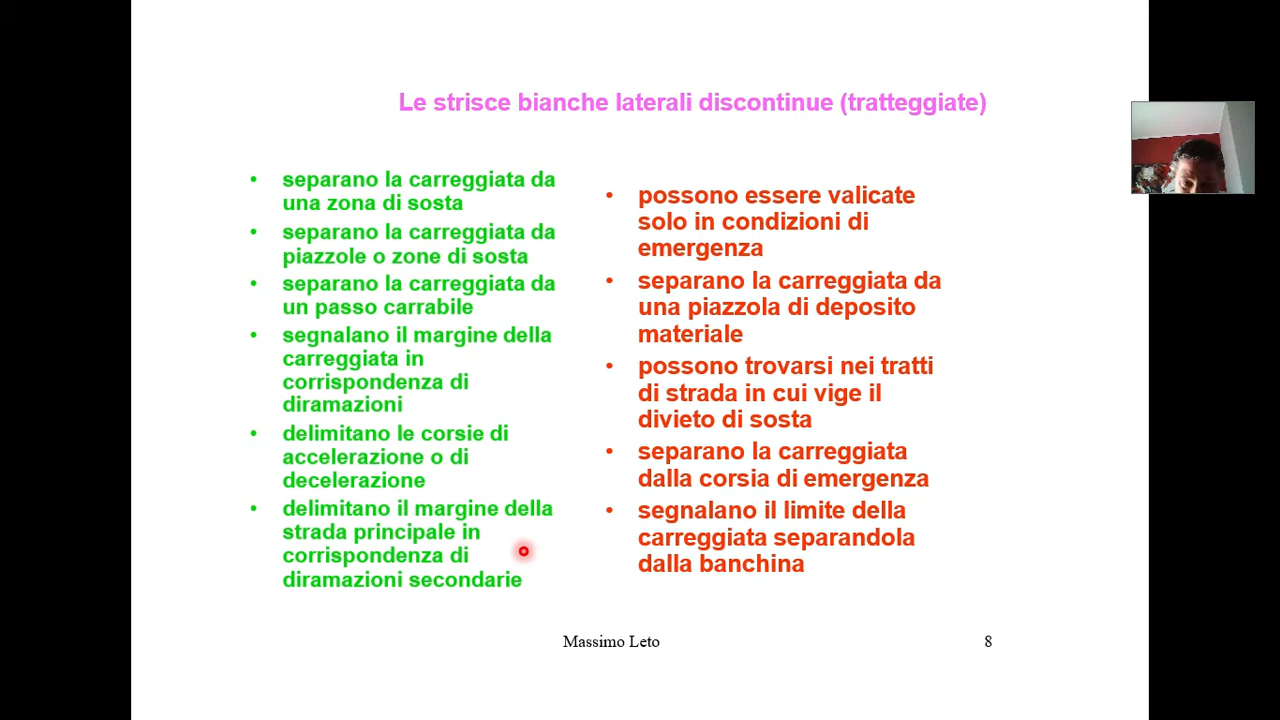 Le strisce bianche laterali discontinue (tratteggiate)
• separano la carreggiata da
una zona di sosta
• separano la carreggiata da
piazzole o zone di sosta
• separano la carreggiata da
un passo carrabile
• segnalano il margine della
carreggiata in
corrispondenza di
diramazioni
• delimitano le corsie di
accelerazione o di
decelerazione
• delimitano il margine della
strada principale in
corrispondenza di
diramazioni secondarie
• possono essere valicate
solo in condizioni di
emergenza
• separano la carreggiata da
una piazzola di deposito
materiale
• possono trovarsi nei tratti
di strada in cui vige il
divieto di sosta
• separano la carreggiata
dalla corsia di emergenza
• segnalano il limite della
carreggiata separandola
dalla banchina
Massimo Leto
8